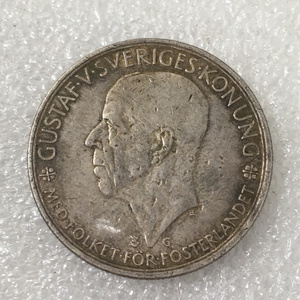 GUSTAF·V·SVERIGES·KONUNG
MED·FOLKET·FÖR·FOSTERLANDET
G